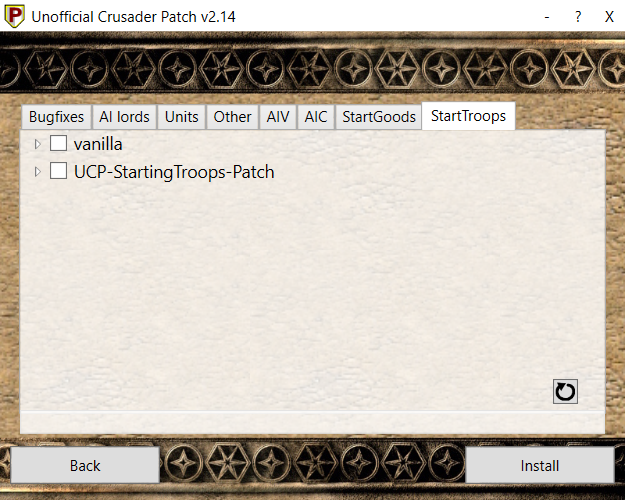 P Unofficial Crusader Patch v2.14 - ? X
Bugfixes AI lords Units Other AIV AIC StartGoods StartTroops
vanilla
UCP-StartingTroops-Patch
Back Install